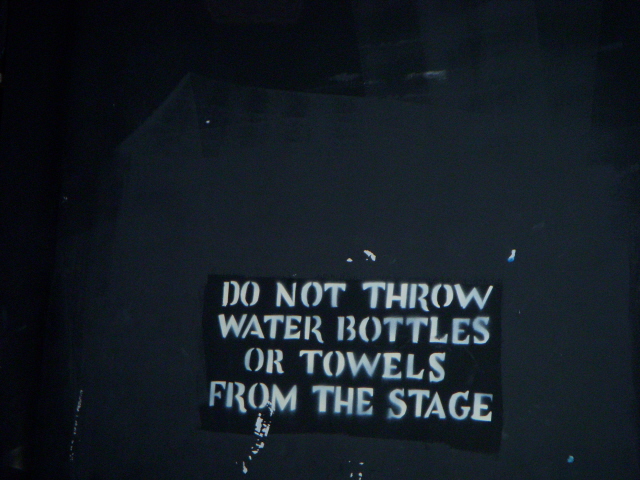 DO NOT THROW
WATER BOTTLES
OR TOWELS
FROM THE STAGE